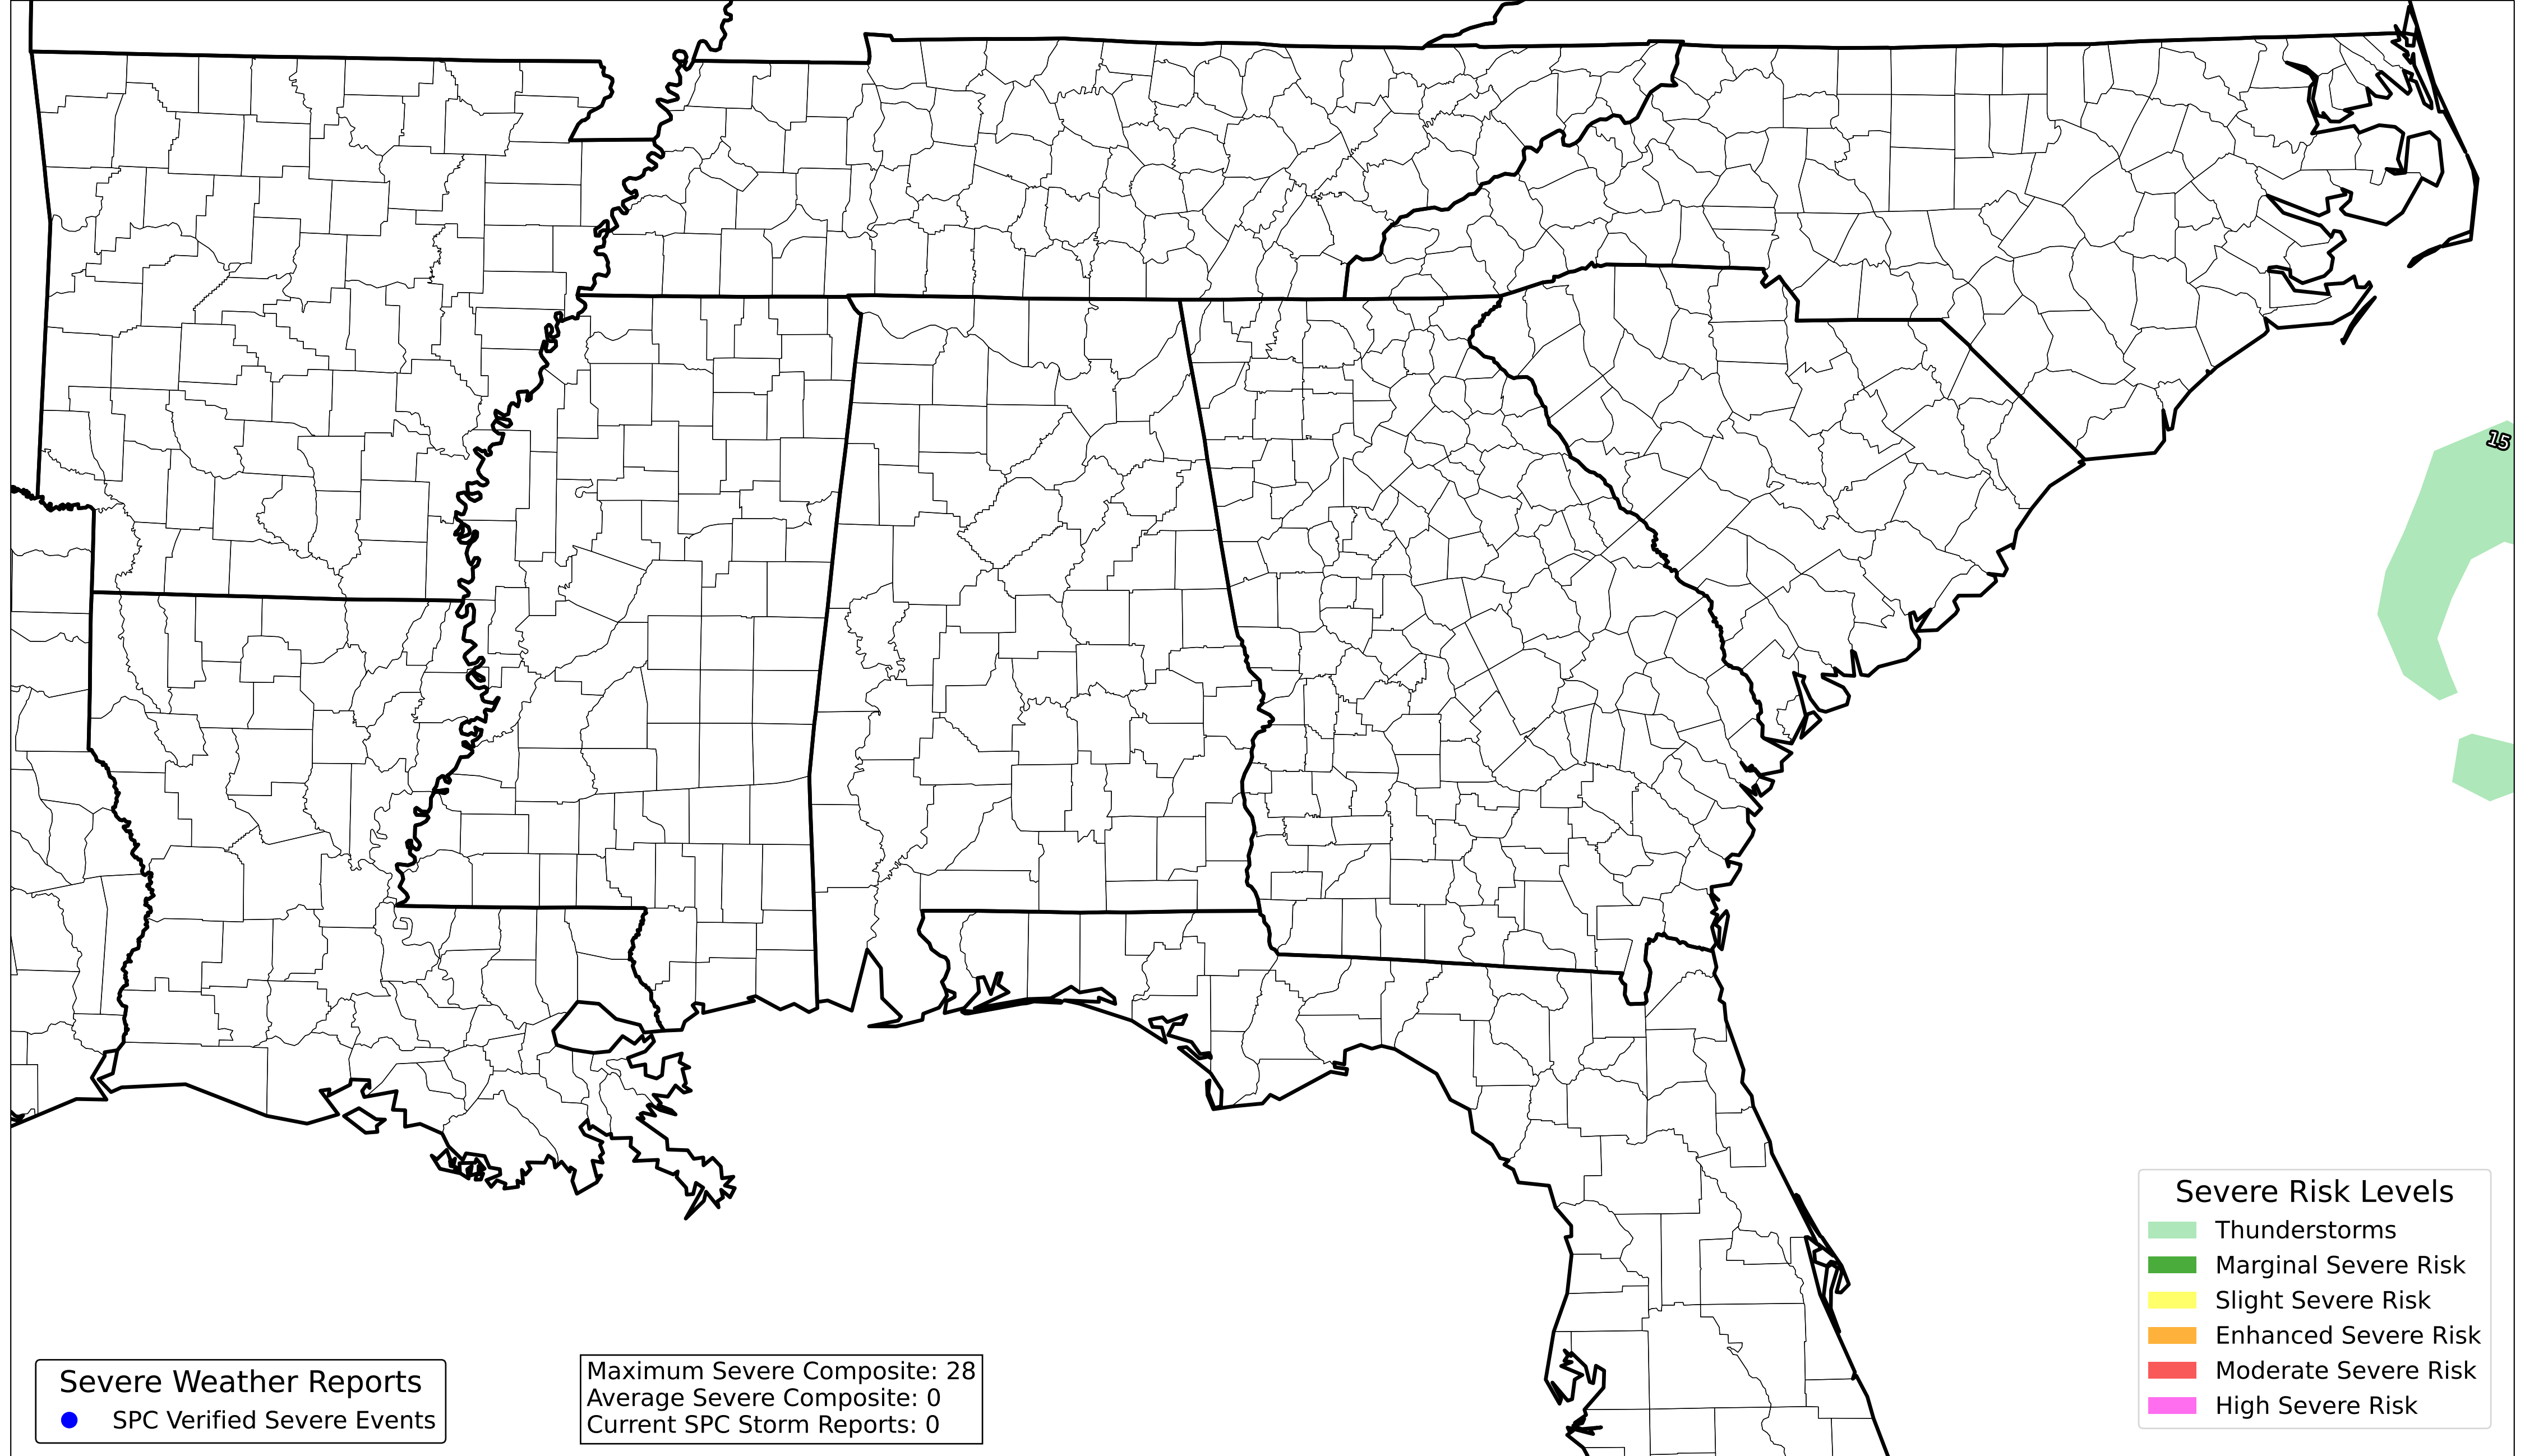 15
Severe Risk Levels
Thunderstorms
Marginal Severe Risk
Slight Severe Risk
Enhanced Severe Risk
Moderate Severe Risk
High Severe Risk
Severe Weather Reports
SPC Verified Severe Events
Maximum Severe Composite: 28
Average Severe Composite: 0
Current SPC Storm Reports: 0